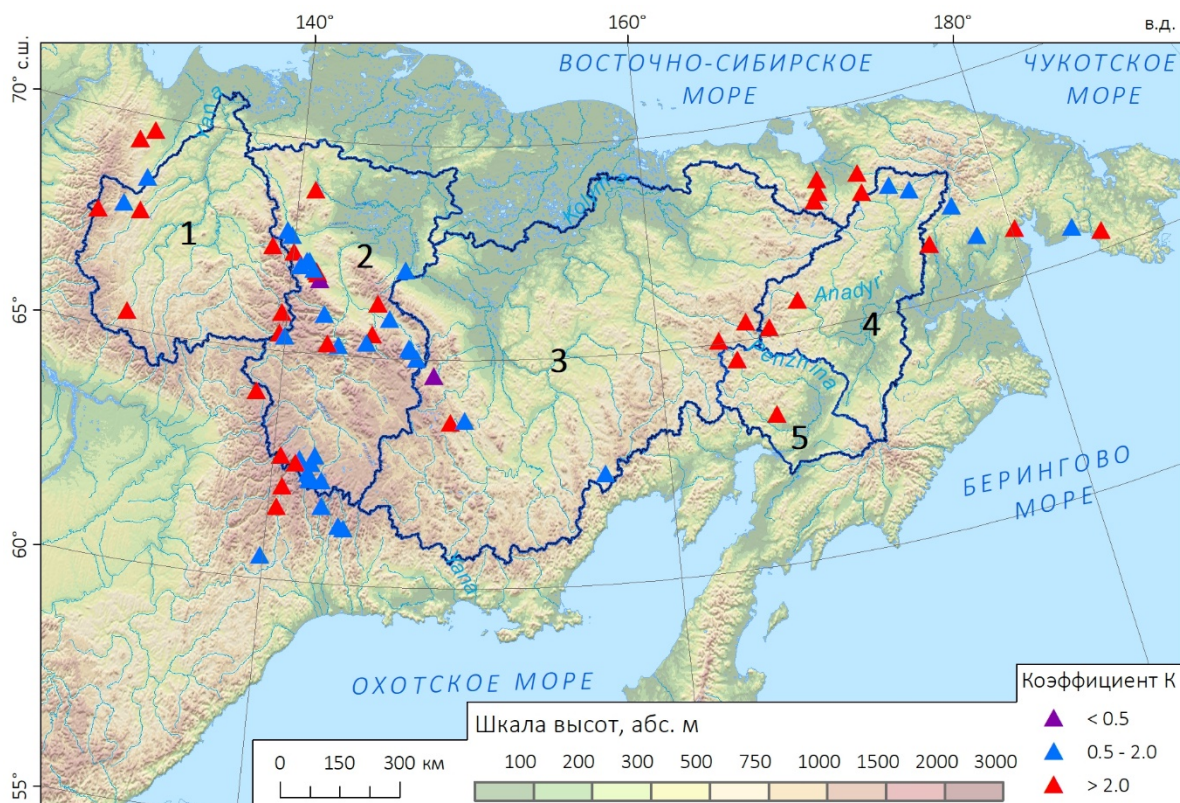 140°
160°
180°
в.д.
70° с.ш.
ВОСТОЧНО-СИБИРСКОЕ
МОРЕ
ЧУКОТСКОЕ
МОРЕ
Yana
Kolyma
1
2
65°
Anadyr'
4
3
Penzhina
5
БЕРИНГОВО
МОРЕ
60°
Yana
ОХОТСКОЕ МОРЕ
55°
0 150 300 км
Шкала высот, абс. м
100 200 300 500 750 1000 1500 2000 3000
Коэффициент К
< 0.5
0.5 - 2.0
> 2.0